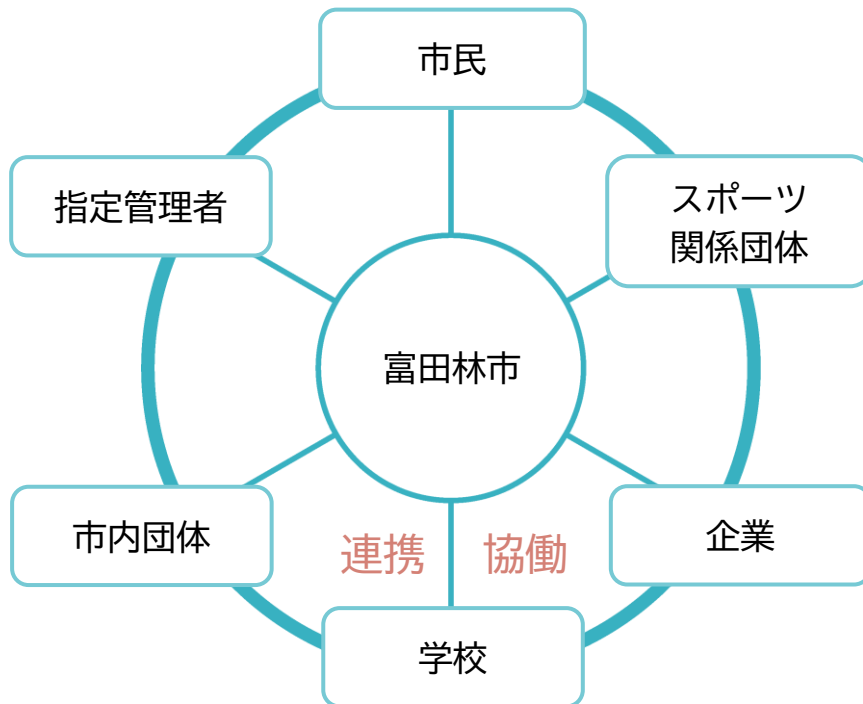 市民
指定管理者
スポーツ
関係団体
富田林市
市内団体
連携 協働
企業
学校